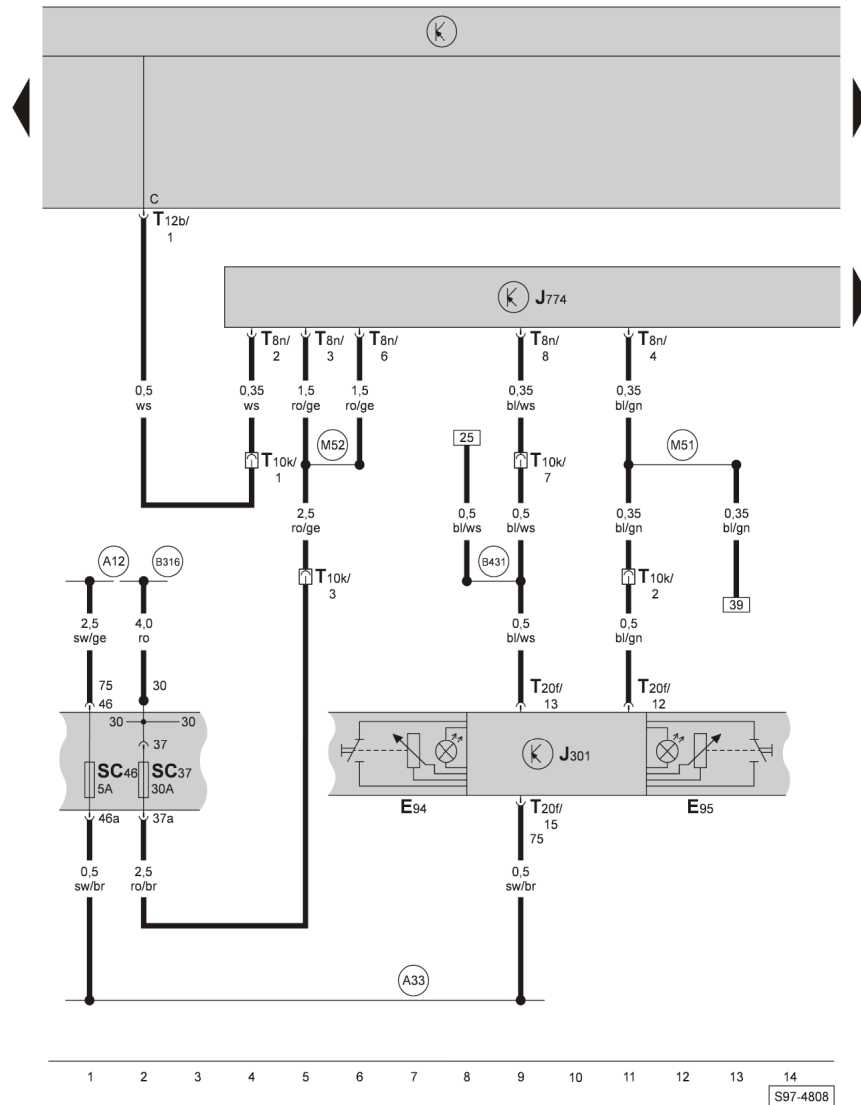 C
T12b/
1
J774
T8n/
2
T8n/
3
T8n/
6
T8n/
8
T8n/
4
0,5
ws
0,35
ws
1,5
ro/ge
1,5
ro/ge
0,35
bl/ws
0,35
bl/gn
T10k/
1
M52
25
T10k/
7
M51
2,5
ro/ge
0,5
bl/ws
0,5
bl/ws
0,35
bl/gn
0,35
bl/gn
A12
B316
T10k/
3
B431
T10k/
2
39
2,5
sw/ge
4,0
ro
0,5
bl/ws
0,5
bl/gn
75
46
30
T20f/
13
T20f/
12
30
30
37
SC46
5A
SC37
30A
J301
46a
37a
E94
T20f/
15
75
E95
0,5
sw/br
2,5
ro/br
0,5
sw/br
A33
1 2 3 4 5 6 7 8 9 10 11 12 13 14
S97-4808